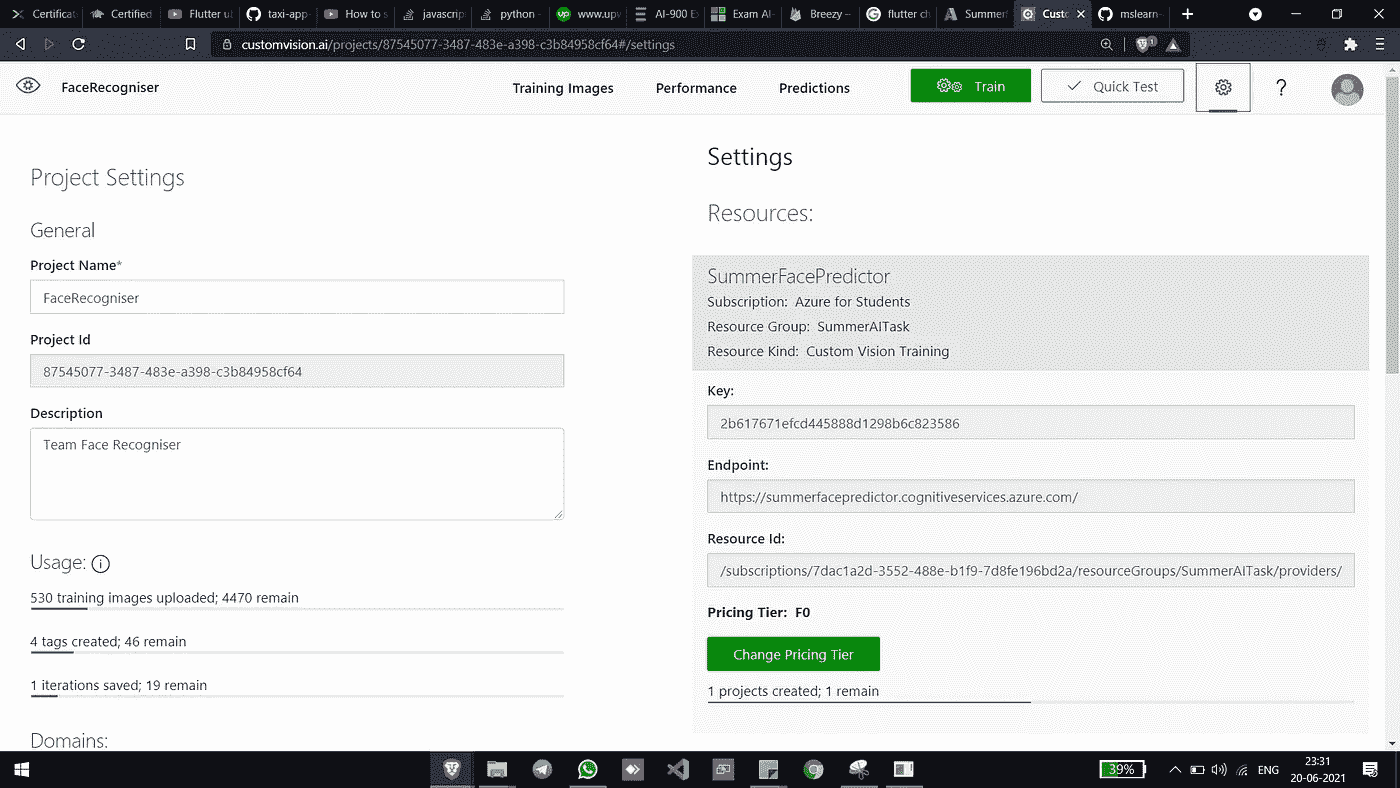 Certificat
Certified
Flutter ub
taxi-app-
How to s
javascrip
python -
www.upw
AI-900 Ex
Exam AI-
Breezy –
flutter ch
Summerf
Custo
mslearn-
customvision.ai/projects/87545077-3487-483e-a398-c3b84958cf64#/settings
FaceRecogniser
Training Images
Performance
Predictions
Train
Quick Test
?
Project Settings
General
Project Name*
FaceRecogniser
Project Id
87545077-3487-483e-a398-c3b84958cf64
Description
Team Face Recogniser
Usage:
530 training images uploaded; 4470 remain
4 tags created; 46 remain
1 iterations saved; 19 remain
Domains:
Settings
Resources:
SummerFacePredictor
Subscription: Azure for Students
Resource Group: SummerAITask
Resource Kind: Custom Vision Training
Key:
2b617671efcd445888d1298b6c823586
Endpoint:
https://summerfacepredictor.cognitiveservices.azure.com/
Resource Id:
/subscriptions/7dac1a2d-3552-488e-b1f9-7d8fe196bd2a/resourceGroups/SummerAITask/providers/
Pricing Tier: F0
Change Pricing Tier
1 projects created; 1 remain
39%
ENG
23:31
20-06-2021